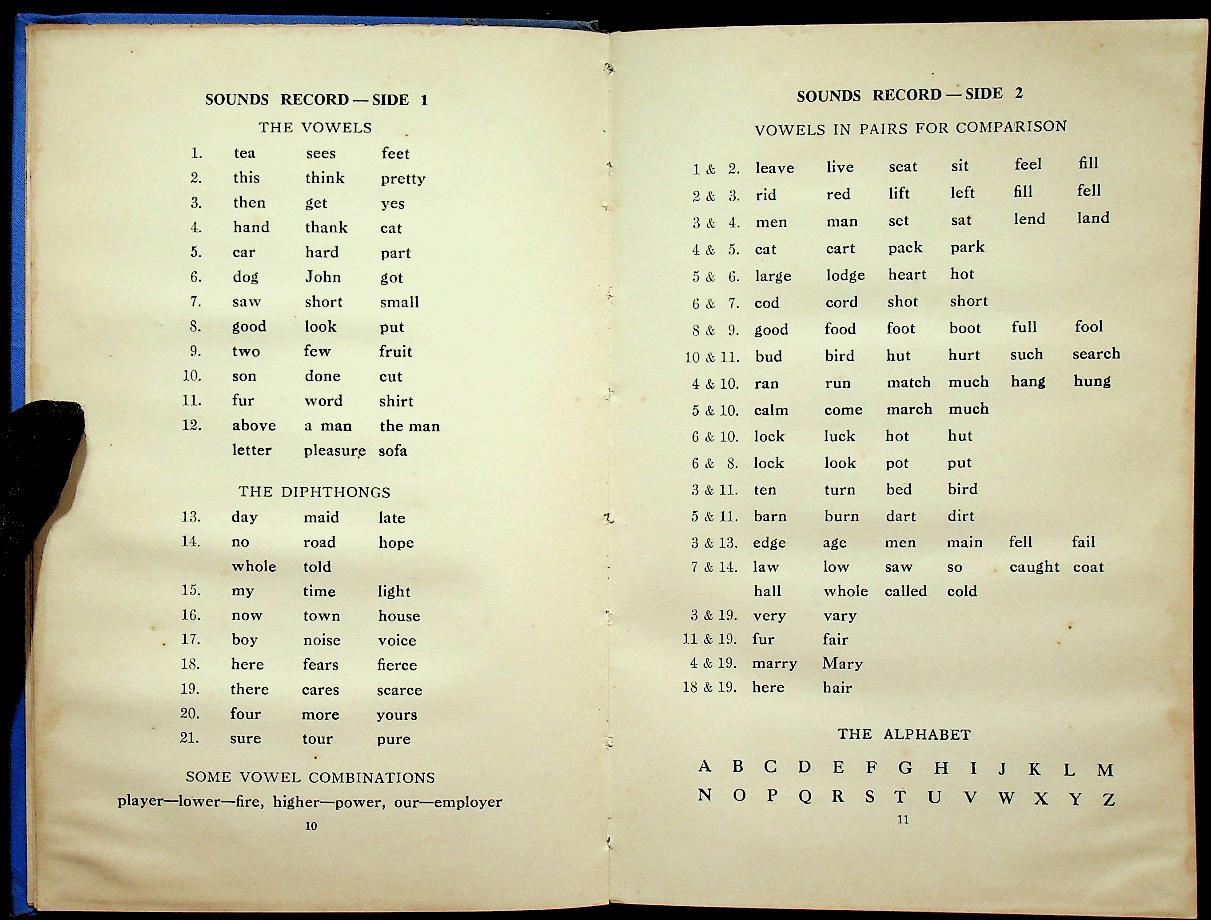 SOUNDS RECORD — SIDE 1
THE VOWELS
1. tea sees feet
2. this think pretty
3. then get yes
4. hand thank cat
5. car hard part
6. dog John got
7. saw short small
8. good look put
9. two few fruit
10. son done cut
11. fur word shirt
12. above a man the man
letter pleasure sofa
THE DIPHTHONGS
13. day maid late
14. no road hope
whole told
15. my time light
16. now town house
17. boy noise voice
18. here fears fierce
19. there cares scarce
20. four more yours
21. sure tour pure
SOME VOWEL COMBINATIONS
player—lower—fire, higher—power, our—employer
10
SOUNDS RECORD — SIDE 2
VOWELS IN PAIRS FOR COMPARISON
1 & 2. leave live seat sit feel fill
2 & 3. rid red lift left fill fell
3 & 4. men man set sat lend land
4 & 5. cat cart pack park
5 & 6. large lodge heart hot
6 & 7. cod cord shot short
8 & 9. good food foot boot full fool
10 & 11. bud bird hut hurt such search
4 & 10. ran run match much hang hung
5 & 10. calm come march much
6 & 10. lock luck hot hut
6 & 8. lock look pot put
3 & 11. ten turn bed bird
5 & 11. barn burn dart dirt
3 & 13. edge age men main fell fail
7 & 14. law low saw so caught coat
hall whole called cold
3 & 19. very vary
11 & 19. fur fair
4 & 19. marry Mary
18 & 19. here hair
THE ALPHABET
A B C D E F G H I J K L M
N O P Q R S T U V W X Y Z
11